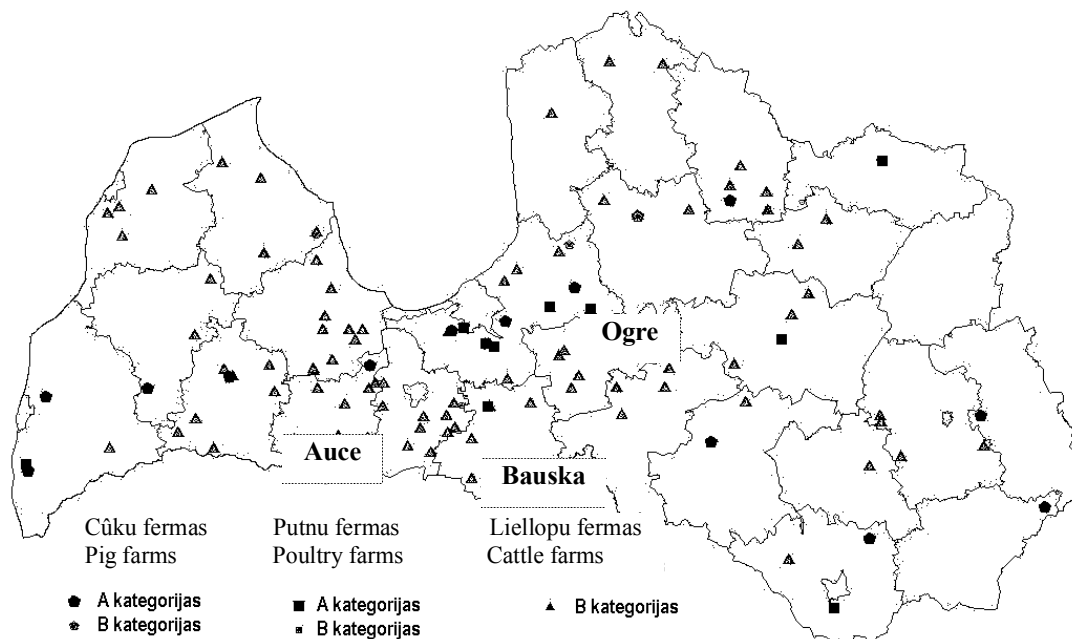 Ogre
Auce
Bauska
Cûku fermas
Pig farms
Putnu fermas
Poultry farms
Liellopu fermas
Cattle farms
A kategorijas
B kategorijas
A kategorijas
B kategorijas
B kategorijas